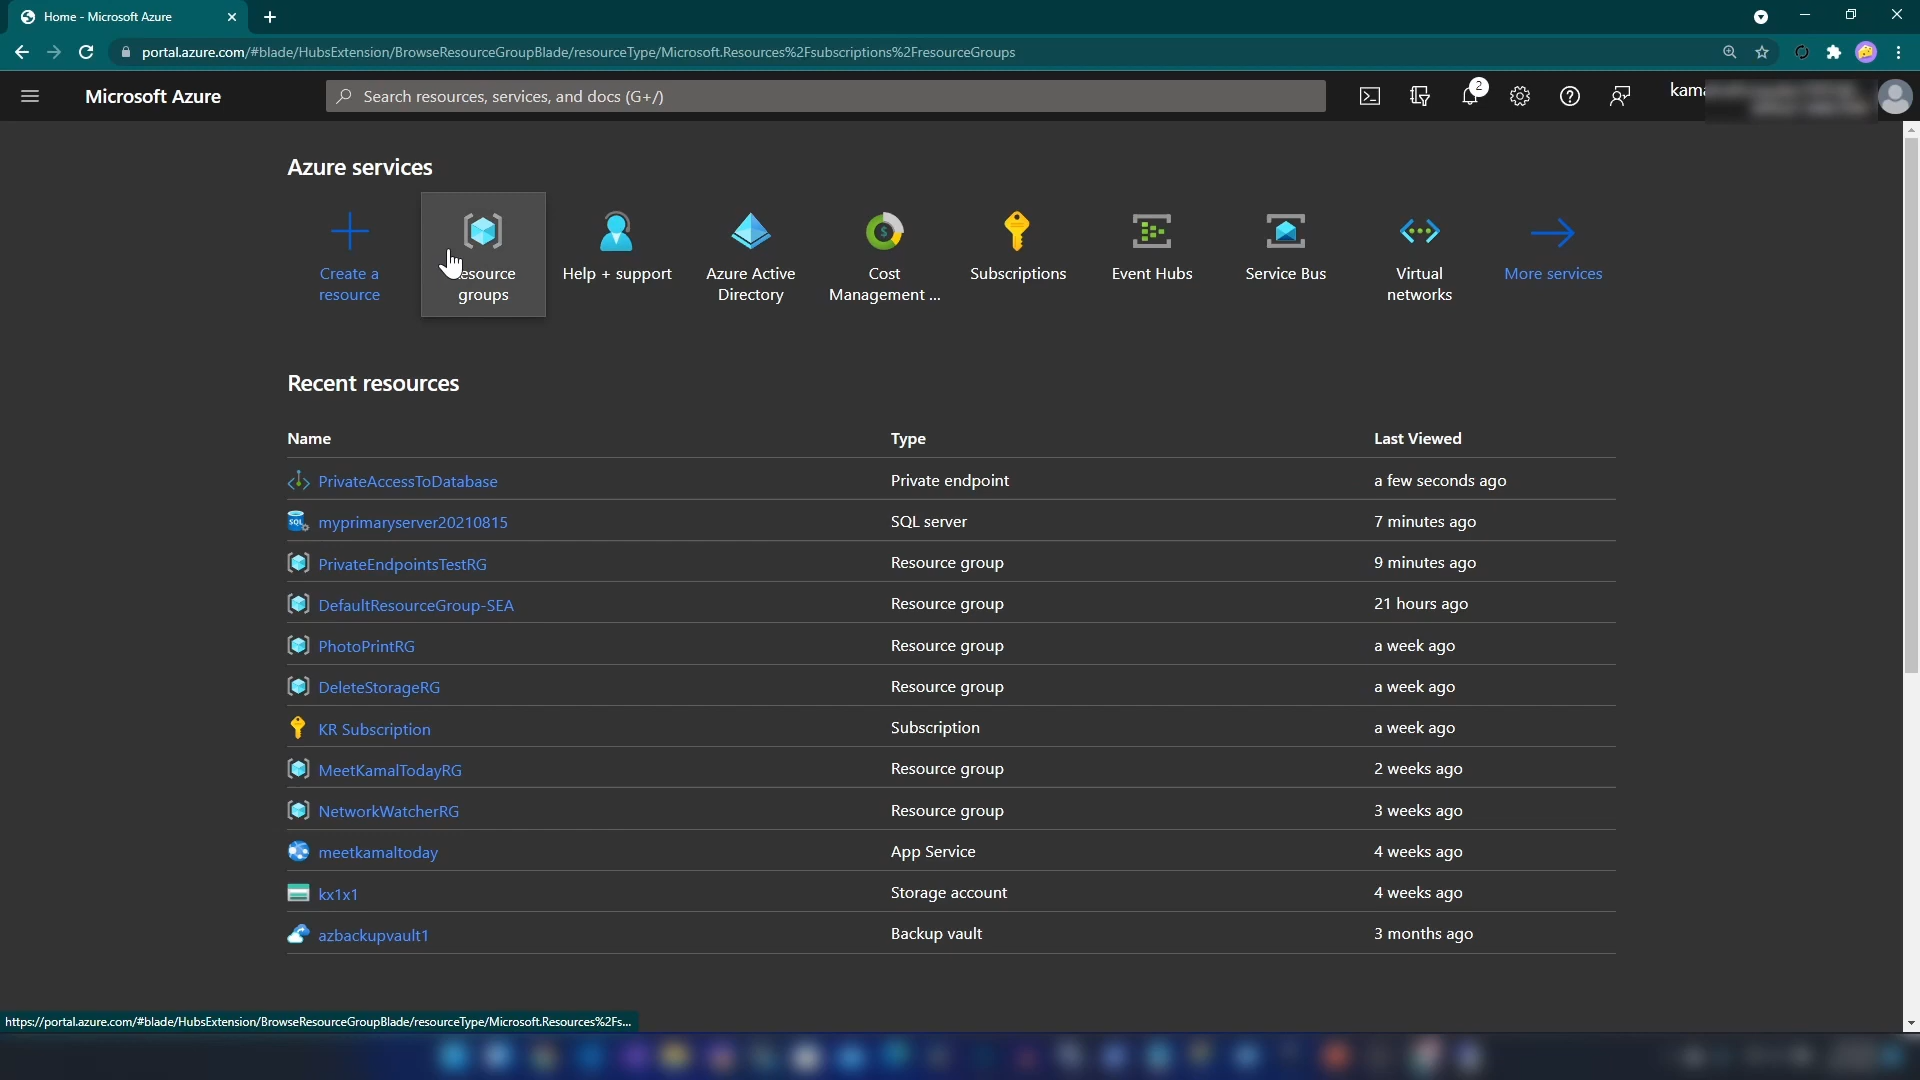 Home - Microsoft Azure
portal.azure.com/#blade/HubsExtension/BrowseResourceGroupBlade/resourceType/Microsoft.Resources%2Fsubscriptions%2FresourceGroups
Microsoft Azure
Search resources, services, and docs (G+/)
2
kama
Azure services
Create a
resource
esource
groups
Help + support
Azure Active
Directory
Cost
Management ...
Subscriptions
Event Hubs
Service Bus
Virtual
networks
More services
Recent resources
Name Type Last Viewed
PrivateAccessToDatabase Private endpoint a few seconds ago
SQL myprimaryserver20210815 SQL server 7 minutes ago
PrivateEndpointsTestRG Resource group 9 minutes ago
DefaultResourceGroup-SEA Resource group 21 hours ago
PhotoPrintRG Resource group a week ago
DeleteStorageRG Resource group a week ago
KR Subscription Subscription a week ago
MeetKamalTodayRG Resource group 2 weeks ago
NetworkWatcherRG Resource group 3 weeks ago
meetkamaltoday App Service 4 weeks ago
kx1x1 Storage account 4 weeks ago
azbackupvault1 Backup vault 3 months ago
https://portal.azure.com/#blade/HubsExtension/BrowseResourceGroupBlade/resourceType/Microsoft.Resources%2Fs...